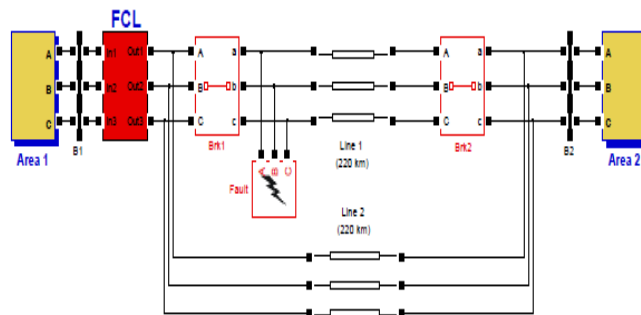 FCL
A In1 Out1 A a A a A
B In2 Out2 B b B b B
C In3 Out3 C c C c C
Area 1 B1 Brk1 Line 1 Brk2 B2 Area 2
(220 km)
A B C
Fault
Line 2
(220 km)